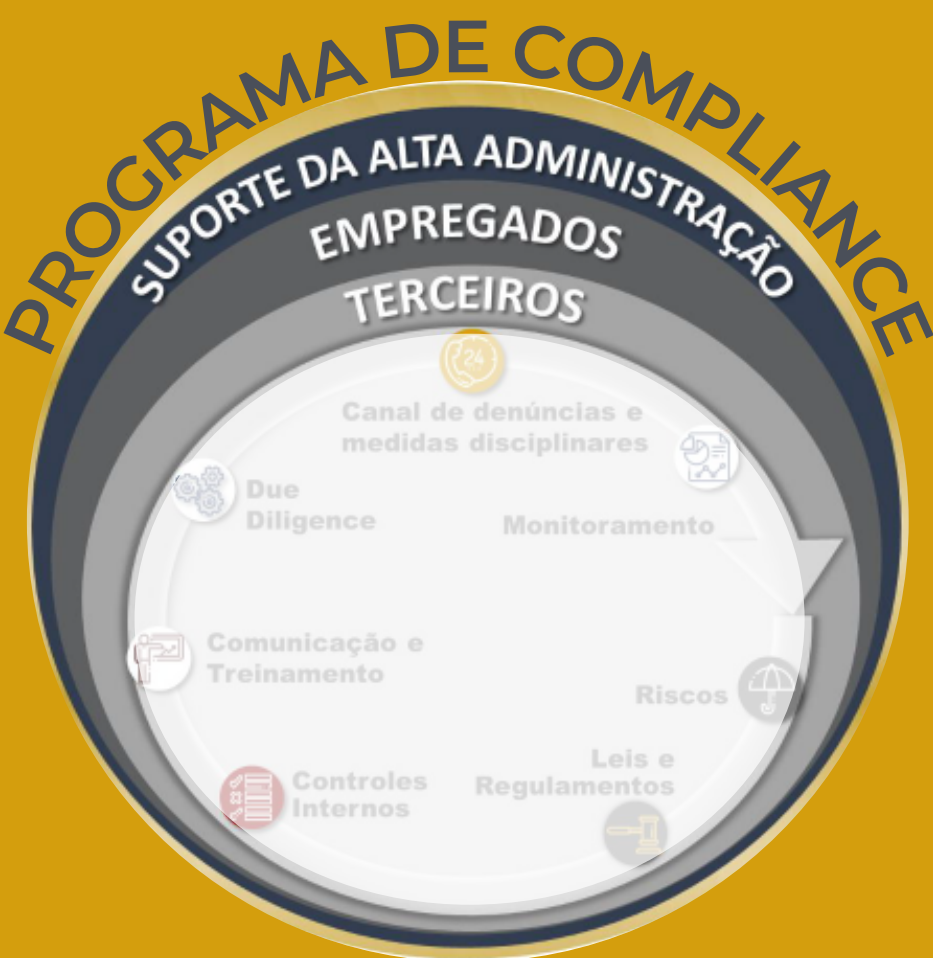 PROGRAMA DE COMPLIANCE
SUPORTE DA ALTA ADMINISTRAÇÃO
EMPREGADOS
TERCEIROS
24
Canal de denúncias e
medidas disciplinares
Due
Diligence
Monitoramento
Comunicação e
Treinamento
Riscos
Leis e
Regulamentos
Controles
Internos